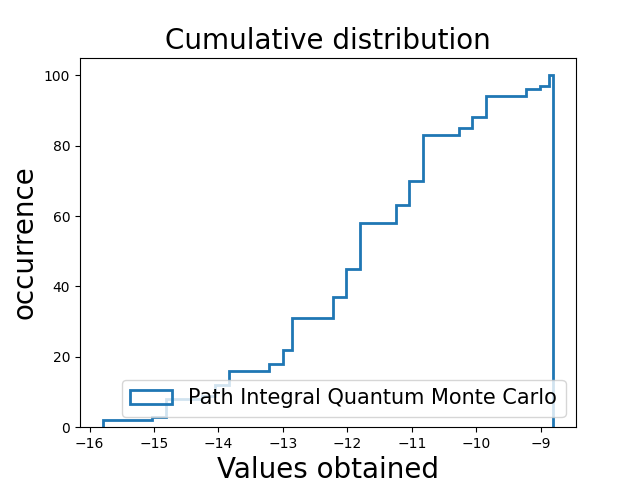 Cumulative distribution
occurrence
100
80
60
40
20
0
Path Integral Quantum Monte Carlo
−16 −15 −14 −13 −12 −11 −10 −9
Values obtained